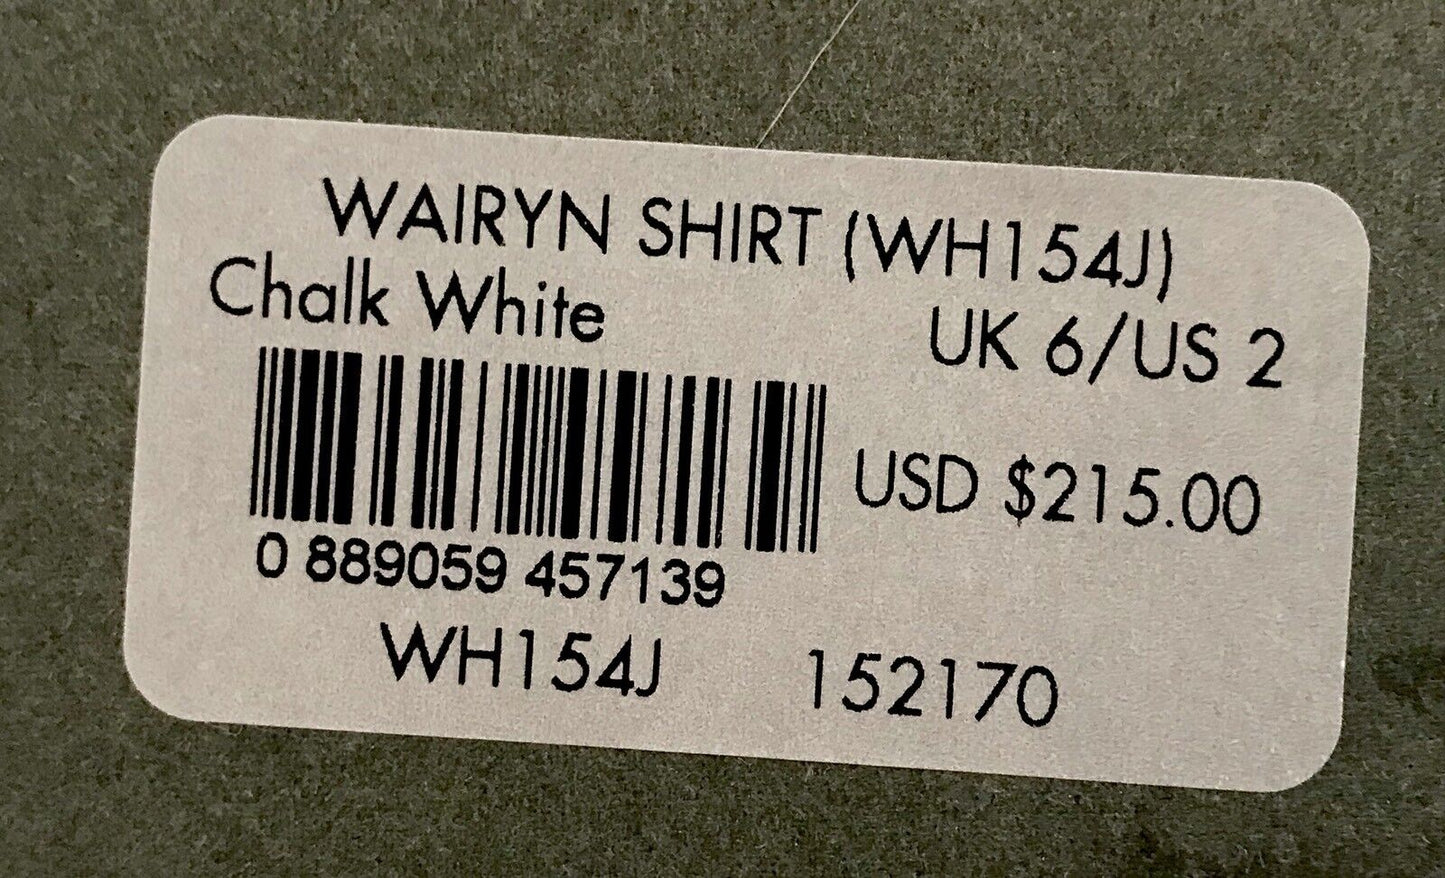 WAIRYN SHIRT (WH154J)
Chalk White UK 6/US 2
USD $215.00
0 889059 457139
WH154J 152170